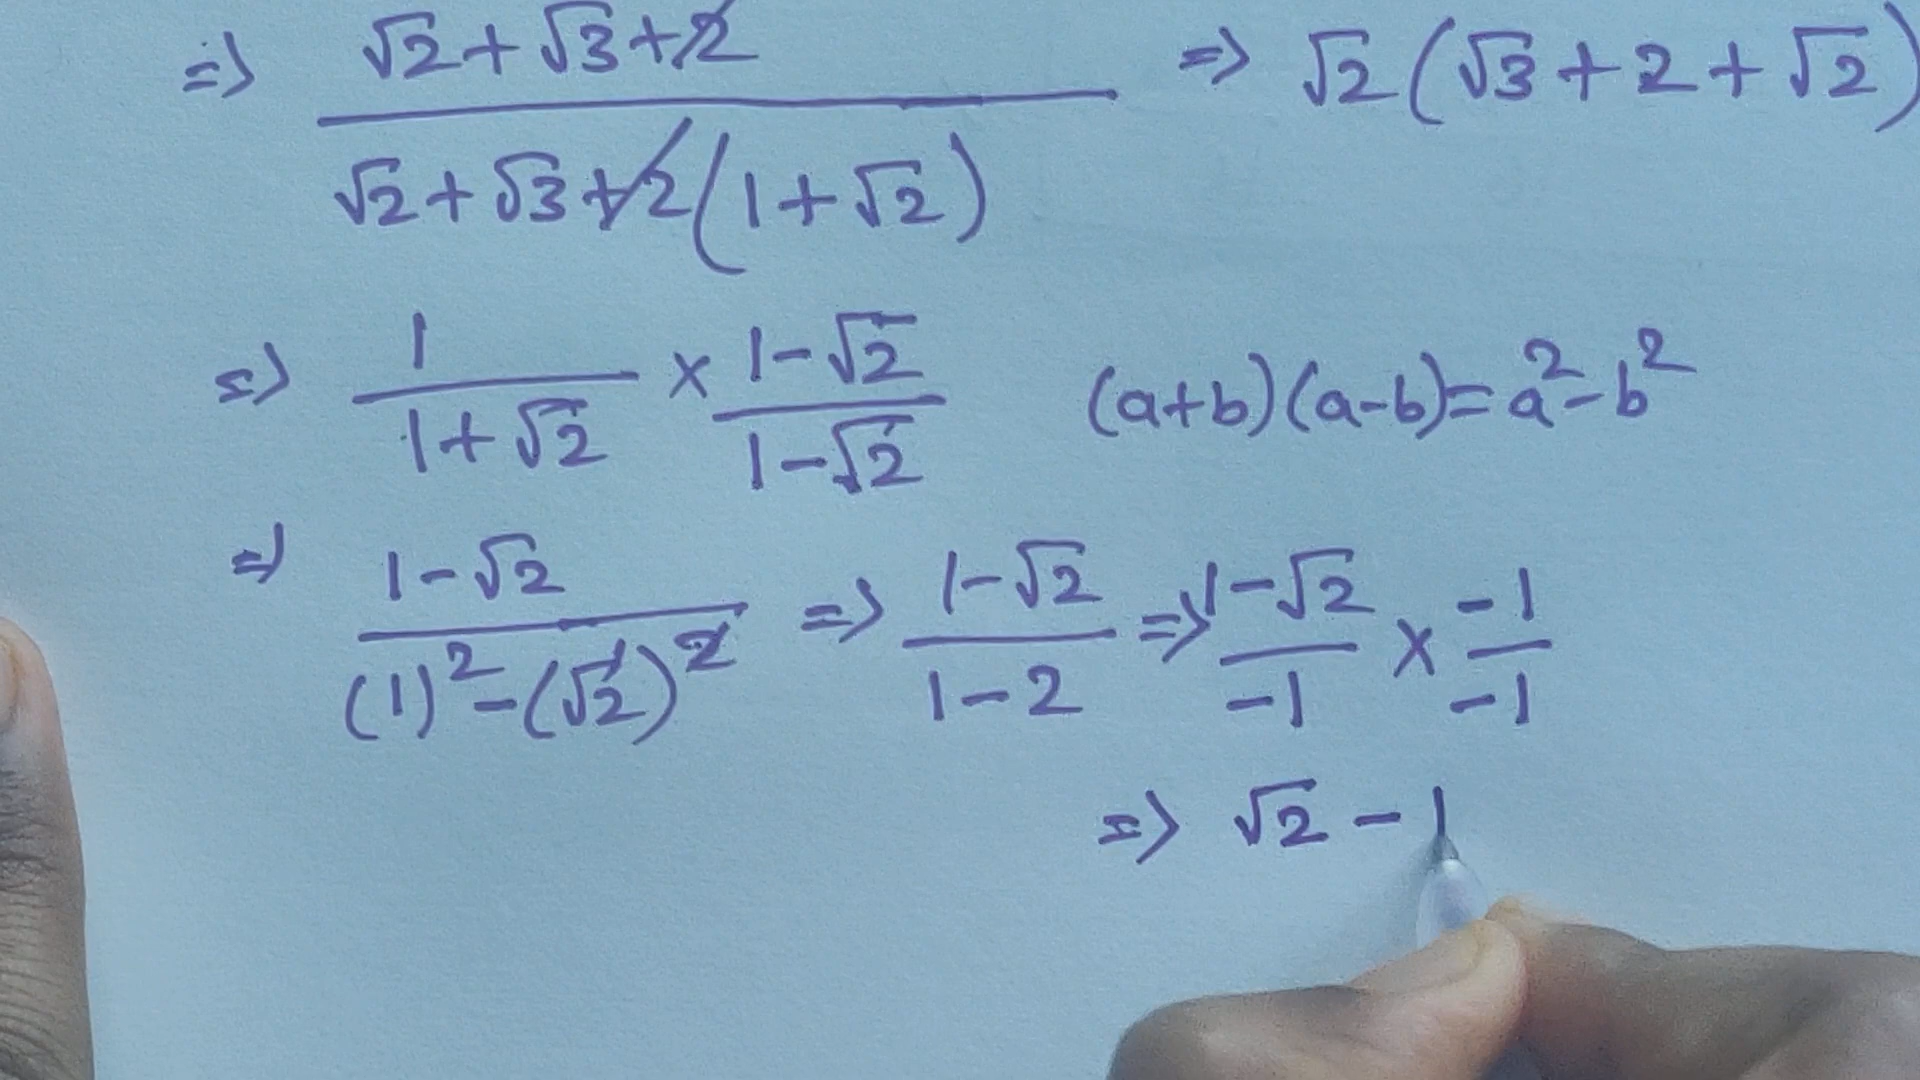 => √2+√3+2 => √2(√3+2+√2)
√2+√3+2(1+√2)
=> 1 × 1-√2 (a+b)(a-b)=a²-b²
1+√2 1-√2
=> 1-√2 => 1-√2 => 1-√2 × -1
(1)²-(√2)² 1-2 -1 -1
=> √2-1